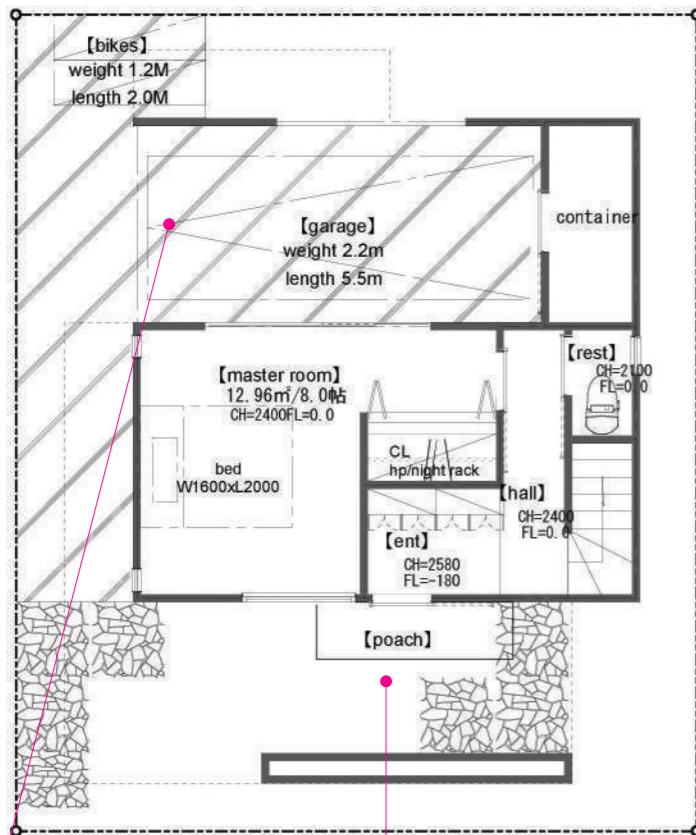 【bikes】
weight 1.2M
length 2.0M
【garage】
weight 2.2m
length 5.5m
container
【master room】
12.96㎡/8.0帖
CH=2400FL=0.0
【rest】
CH=2100
FL=0.0
bed
W1600xL2000
CL
hp/night rack
【hall】
CH=2400
FL=0.0
【ent】
CH=2580
FL=-180
【poach】